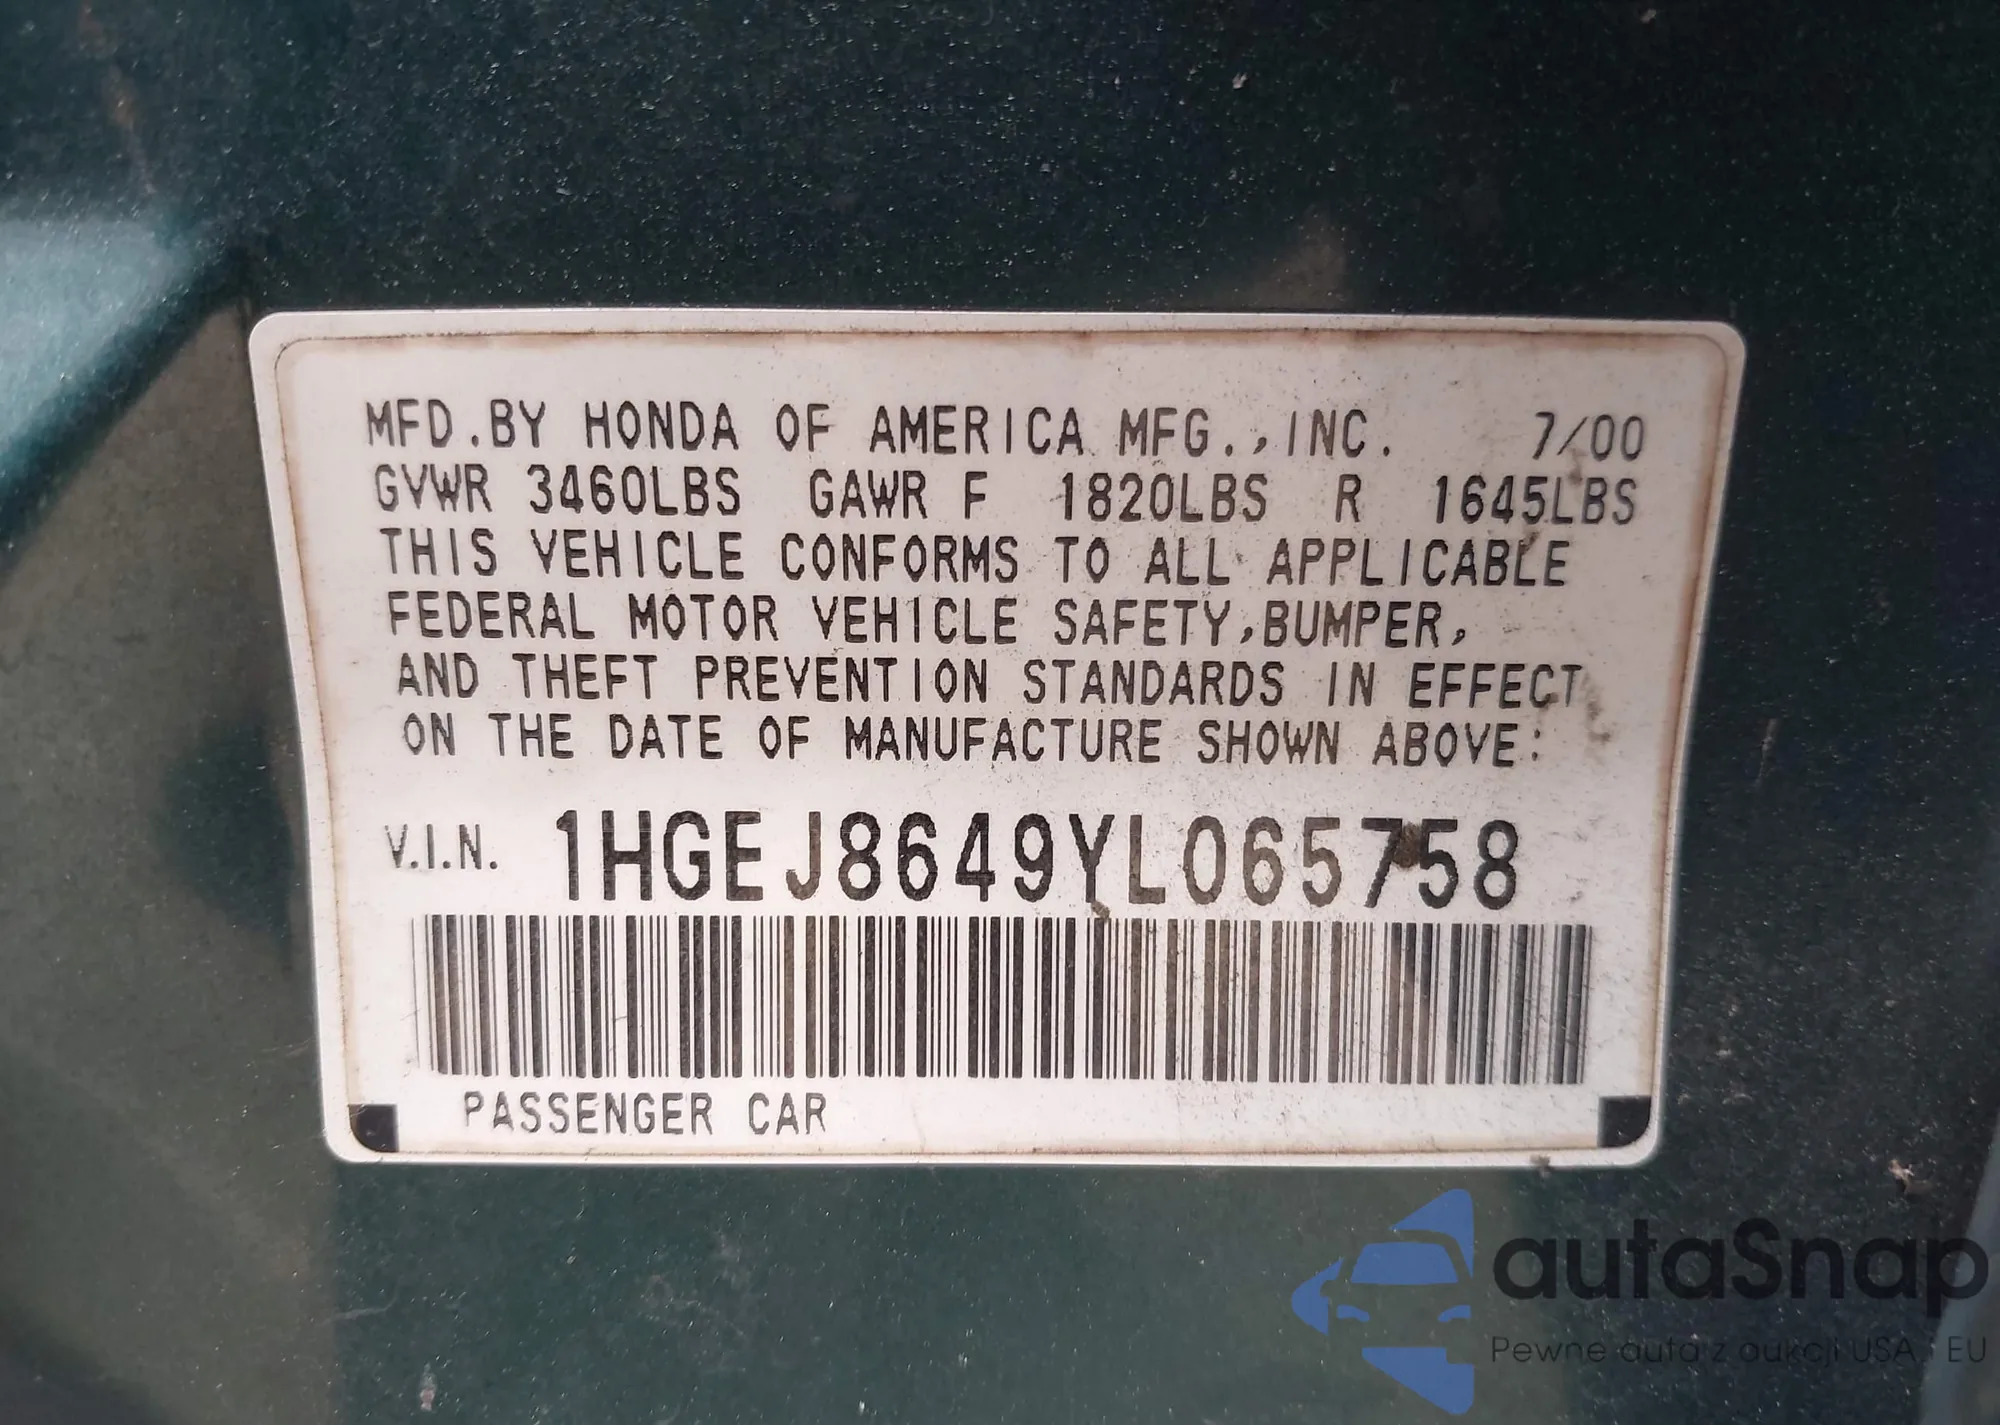 MFD.BY HONDA OF AMERICA MFG.,INC. 7/00
GVWR 3460LBS GAWR F 1820LBS R 1645LBS
THIS VEHICLE CONFORMS TO ALL APPLICABLE
FEDERAL MOTOR VEHICLE SAFETY,BUMPER,
AND THEFT PREVENTION STANDARDS IN EFFECT
ON THE DATE OF MANUFACTURE SHOWN ABOVE:
V.I.N. 1HGEJ8649YL065758
PASSENGER CAR
autaSnap
Pewne auta z aukcji USA i EU